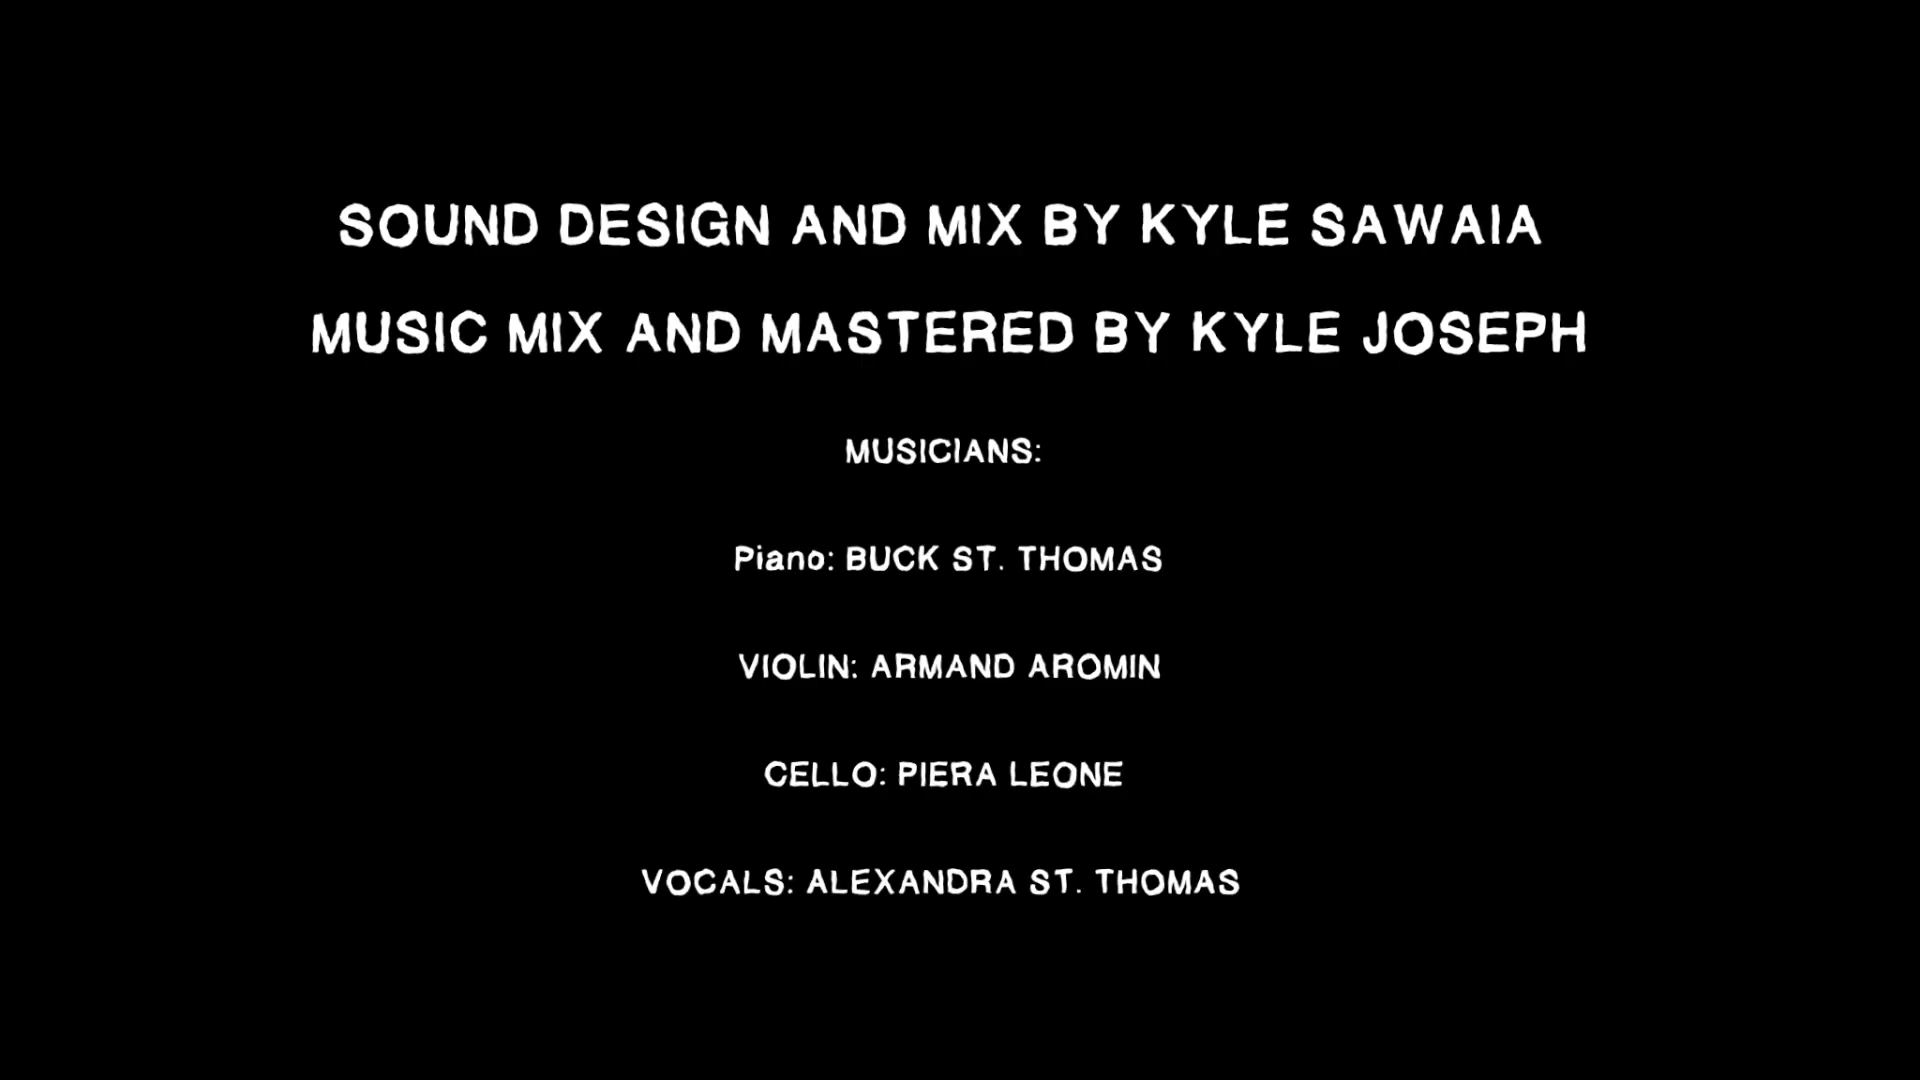 SOUND DESIGN AND MIX BY KYLE SAWAIA
MUSIC MIX AND MASTERED BY KYLE JOSEPH
MUSICIANS:
Piano: BUCK ST. THOMAS
VIOLIN: ARMAND AROMIN
CELLO: PIERA LEONE
VOCALS: ALEXANDRA ST. THOMAS